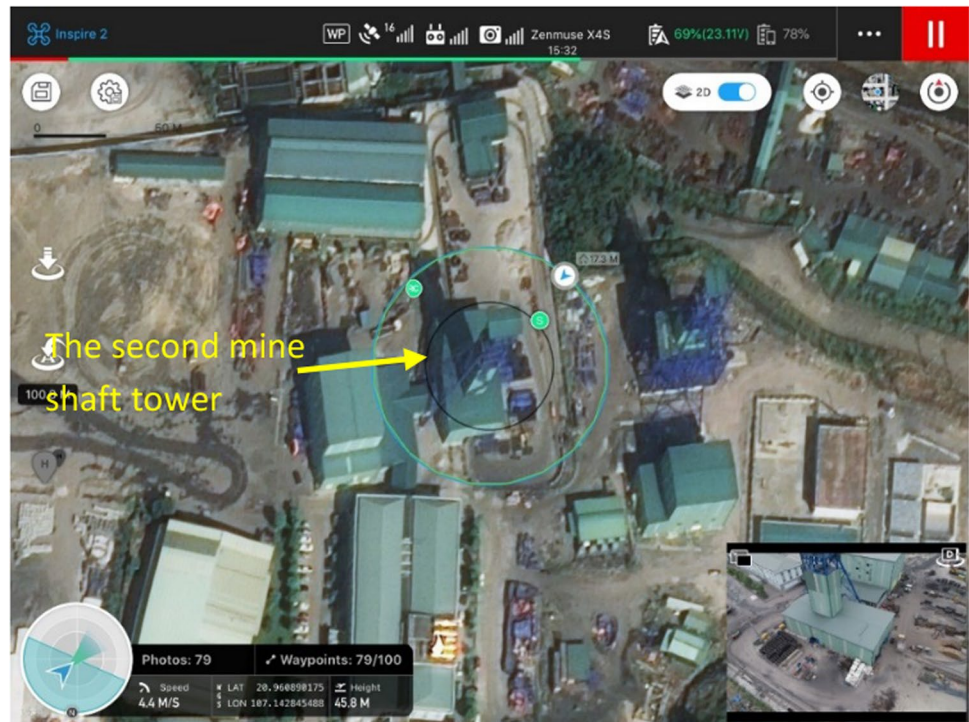 Inspire 2
WP
16
Zenmuse X4S
69%(23.11V)
78%
15:32
2D
0
50 M
17.3 M
S
The second mine
shaft tower
H
D
Photos: 79
Waypoints: 79/100
Speed
4.4 M/S
W
G
S
LAT 20.960890175
LON 107.142845488
Height
45.8 M
N